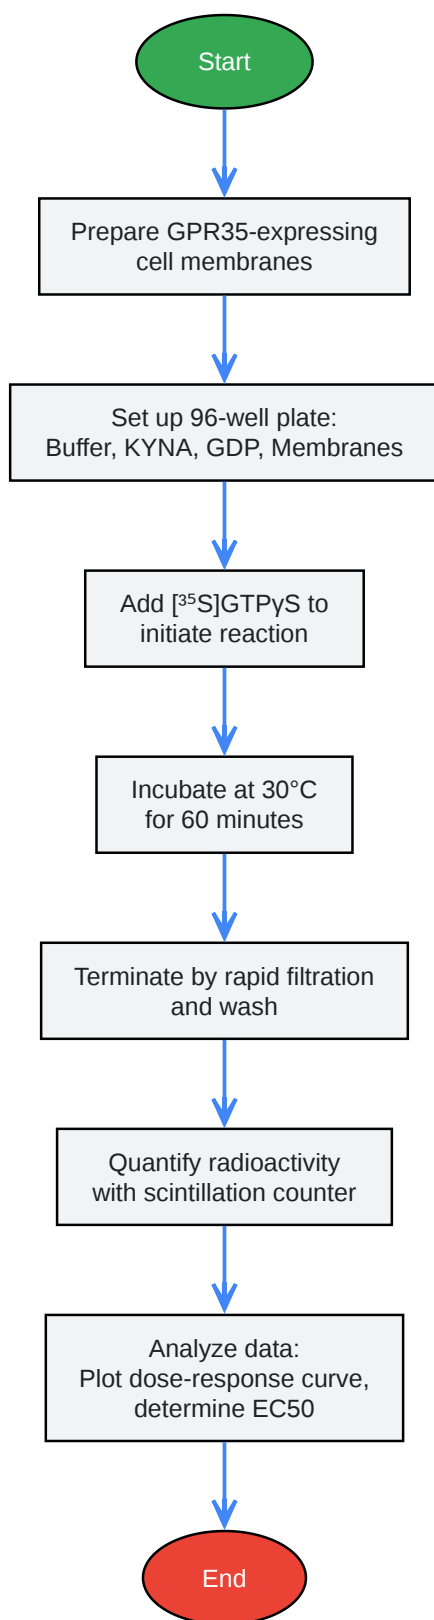 Start
Prepare GPR35-expressing
cell membranes
Set up 96-well plate:
Buffer, KYNA, GDP, Membranes
Add [³⁵S]GTPγS to
initiate reaction
Incubate at 30°C
for 60 minutes
Terminate by rapid filtration
and wash
Quantify radioactivity
with scintillation counter
Analyze data:
Plot dose-response curve,
determine EC50
End